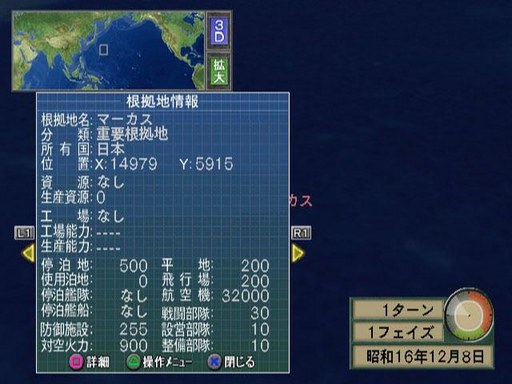 3D
拡大
根拠地情報
根拠地名:マーカス
分　類:重要根拠地
所有国:日本
位　置:X:14979　Y:5915
資　源:なし
生産資源:0
カス
工　場:なし
工場能力:----
L1
R1
生産能力:----
停泊地:　500　平　地:　200
使用泊地:　0　飛行場:　200
停泊艦隊:　なし　航空機:32000
停泊艦船:　なし　戦闘部隊:　30
防御施設:　255　設営部隊:　10
対空火力:　900　整備部隊:　10
詳細　操作メニュー　閉じる
1ターン
1フェイズ
昭和16年12月8日